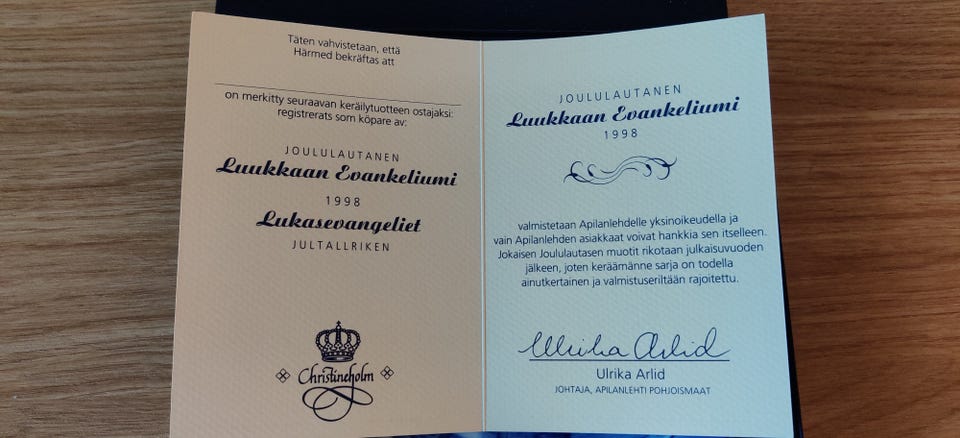 Täten vahvistetaan, että
Härmed bekräftas att
on merkitty seuraavan keräilytuotteen ostajaksi:
registrerats som köpare av:
JOULULAUTANEN
Luukkaan Evankeliumi
1998
Lukasevangeliet
JULTALLRIKEN
Christineholm
JOULULAUTANEN
Luukkaan Evankeliumi
1998
valmistetaan Apilanlehdelle yksinoikeudella ja
vain Apilanlehden asiakkaat voivat hankkia sen itselleen.
Jokaisen Joululautasen muotit rikotaan julkaisuvuoden
jälkeen, joten keräämänne sarja on todella
ainutkertainen ja valmistuseriltään rajoitettu.
Ulrika Arlid
Ulrika Arlid
JOHTAJA, APILANLEHTI POHJOISMAAT